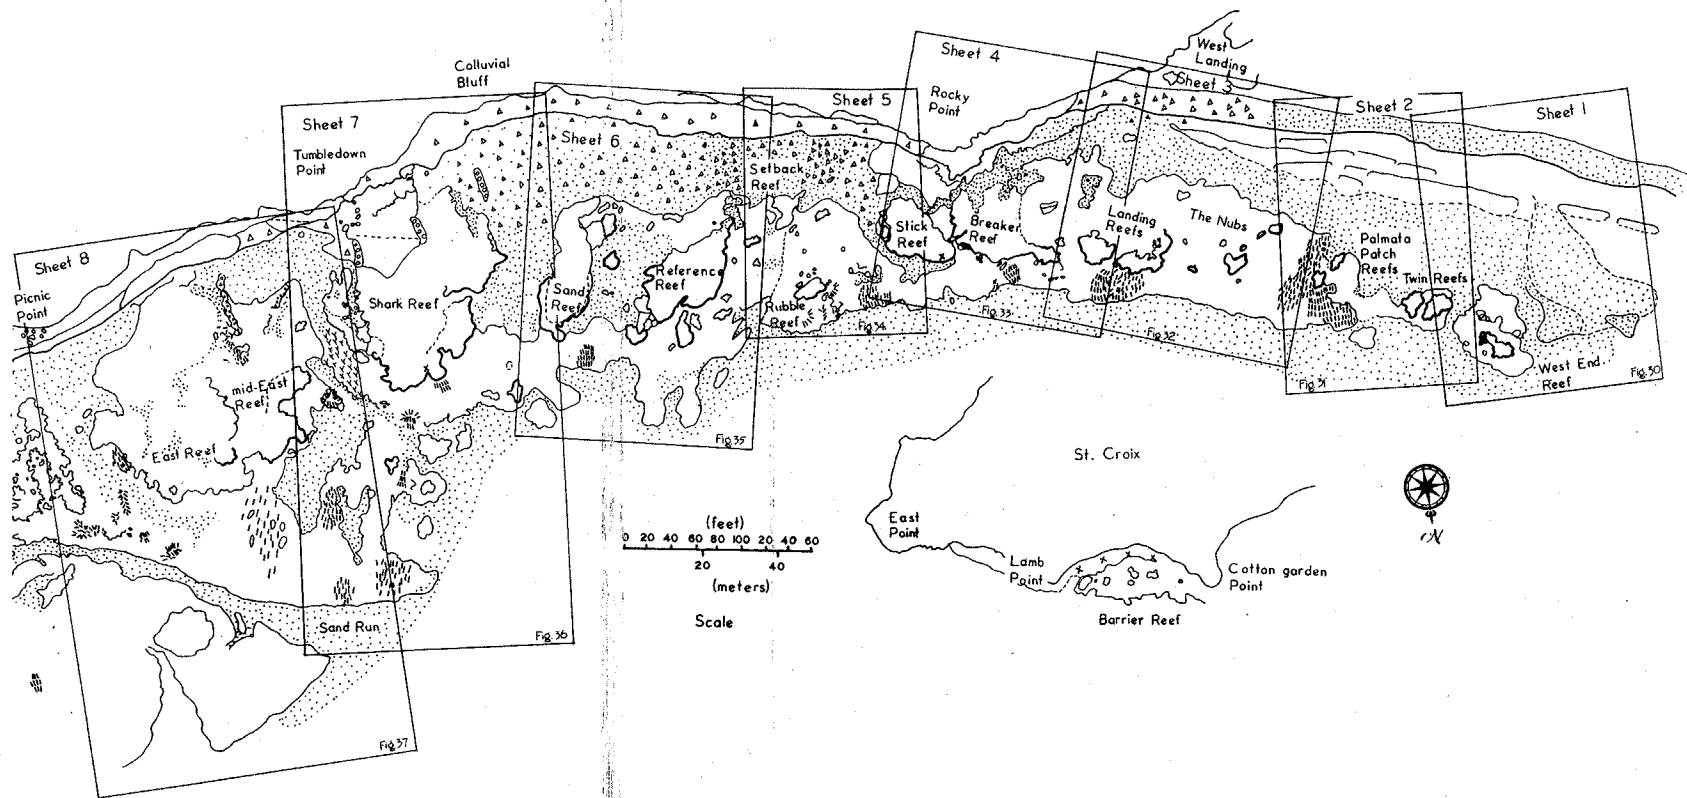 Sheet 4
West
Landing
Sheet 3
Colluvial
Bluff
Rocky
Point
Sheet 5
Sheet 2
Sheet 1
Sheet 7
Sheet 6
Tumbledown
Point
Setback
Reef
Sheet 8
Picnic
Point
Stick
Reef
Breaker
Reef
Landing
Reefs
The Nubs
Palmata
Patch
Reefs
Twin Reefs
Shark Reef
Sand
Reef
Reference
Reef
Rubble
Reef
Fig. 34
Fig. 33
Fig. 32
Fig. 31
West End
Reef
Fig. 30
mid-East
Reef
East Reef
Fig. 35
St. Croix
East
Point
Lamb
Point
Cotton garden
Point
Barrier Reef
N
(feet)
0 20 40 60 80 100 20 40 60
20 40
(meters)
Scale
Sand Run
Fig. 36
Fig. 37